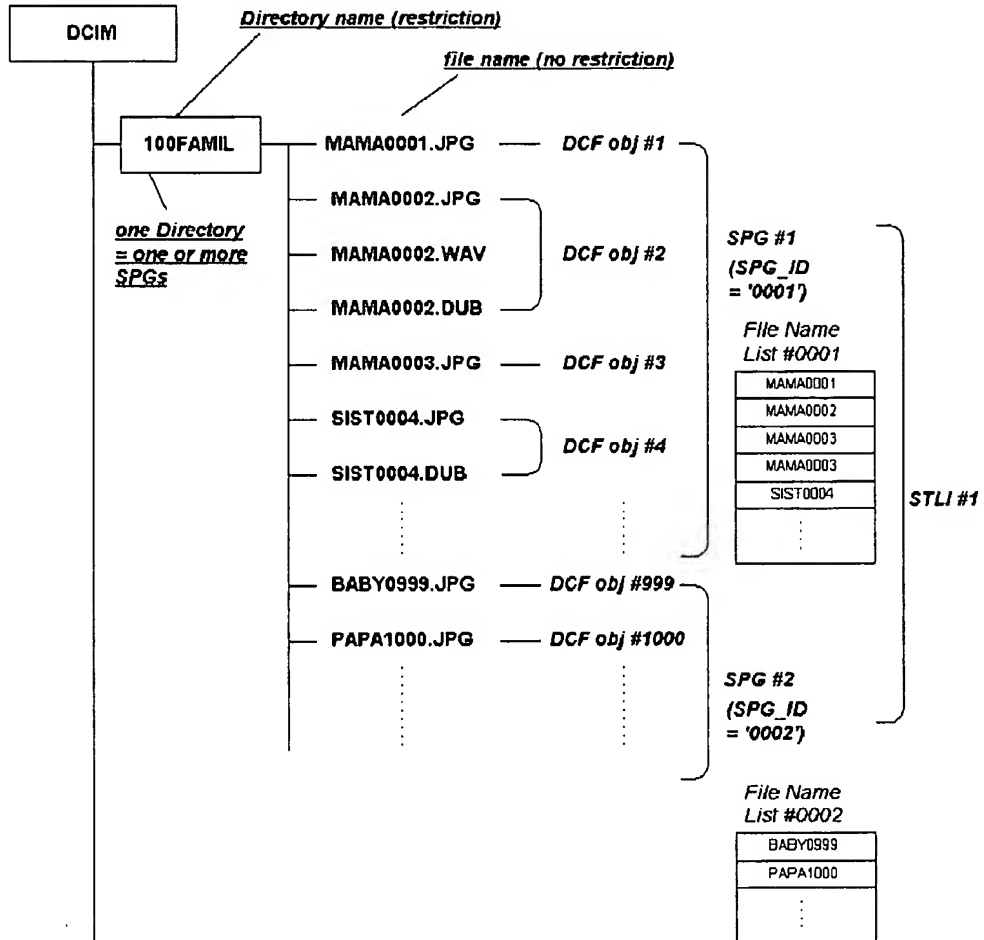 DCIM
Directory name (restriction)
file name (no restriction)
100FAMIL
one Directory
= one or more
SPGs
MAMA0001.JPG
DCF obj #1
MAMA0002.JPG
MAMA0002.WAV
DCF obj #2
MAMA0002.DUB
MAMA0003.JPG
DCF obj #3
SIST0004.JPG
DCF obj #4
SIST0004.DUB
BABY0999.JPG
DCF obj #999
PAPA1000.JPG
DCF obj #1000
SPG #1
(SPG_ID
= '0001')
File Name
List #0001
MAMA0001
MAMA0002
MAMA0003
MAMA0003
SIST0004
STLI #1
SPG #2
(SPG_ID
= '0002')
File Name
List #0002
BABY0999
PAPA1000